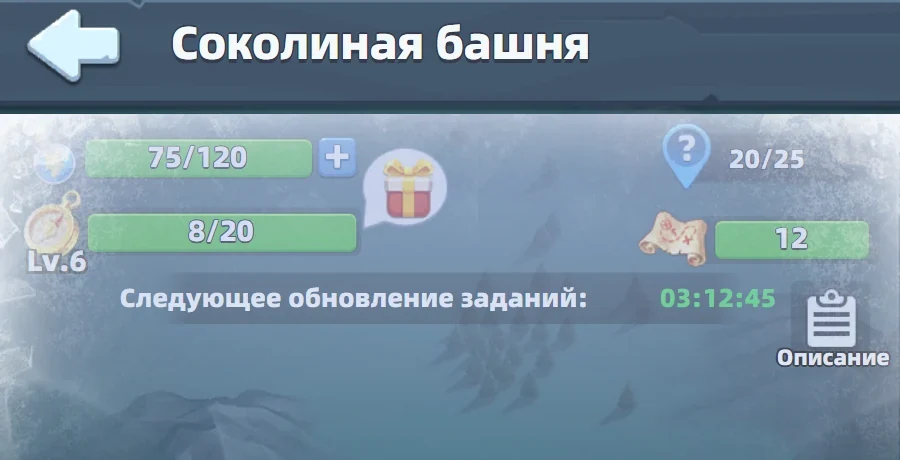 Соколиная башня
75/120
20/25
8/20
12
Lv.6
Следующее обновление заданий: 03:12:45
Описание